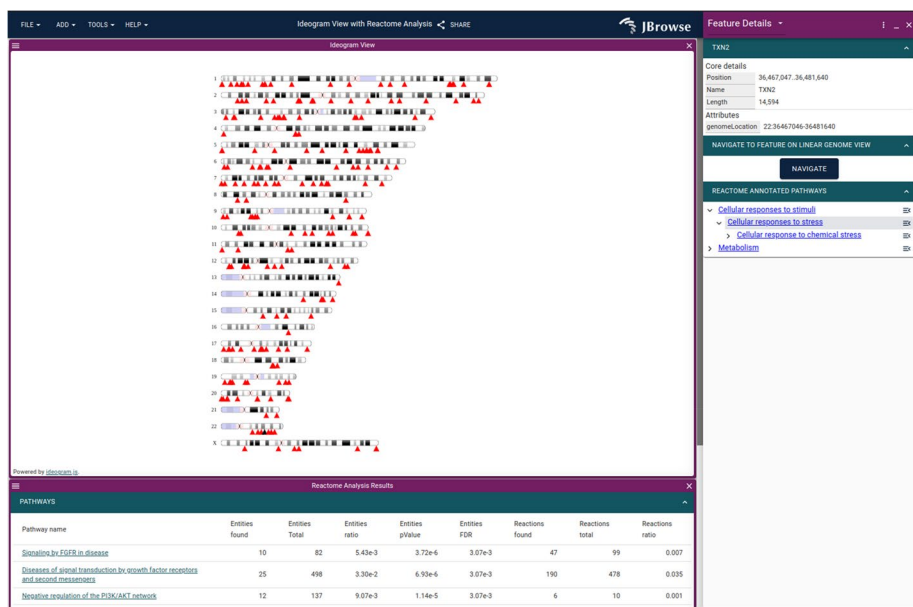 FILE ADD TOOLS HELP
Ideogram View with Reactome Analysis SHARE
JBrowse
Ideogram View
1
2
3
4
5
6
7
8
9
10
11
12
13
14
15
16
17
18
19
20
21
22
X
Powered by ideogram.js.
Reactome Analysis Results
PATHWAYS
Pathway name Entities found Entities Total Entities ratio Entities pValue Entities FDR Reactions found Reactions total Reactions ratio
Signaling by FGFR in disease 10 82 5.43e-3 3.72e-6 3.07e-3 47 99 0.007
Diseases of signal transduction by growth factor receptors
and second messengers 25 498 3.30e-2 6.93e-6 3.07e-3 190 478 0.035
Negative regulation of the PI3K/AKT network 12 137 9.07e-3 1.14e-5 3.07e-3 6 10 0.001
Feature Details
TXN2
Core details
Position 36,467,047..36,481,640
Name TXN2
Length 14,594
Attributes
genomeLocation 22:36467046-36481640
NAVIGATE TO FEATURE ON LINEAR GENOME VIEW
NAVIGATE
REACTOME ANNOTATED PATHWAYS
Cellular responses to stimuli
Cellular responses to stress
Cellular response to chemical stress
Metabolism